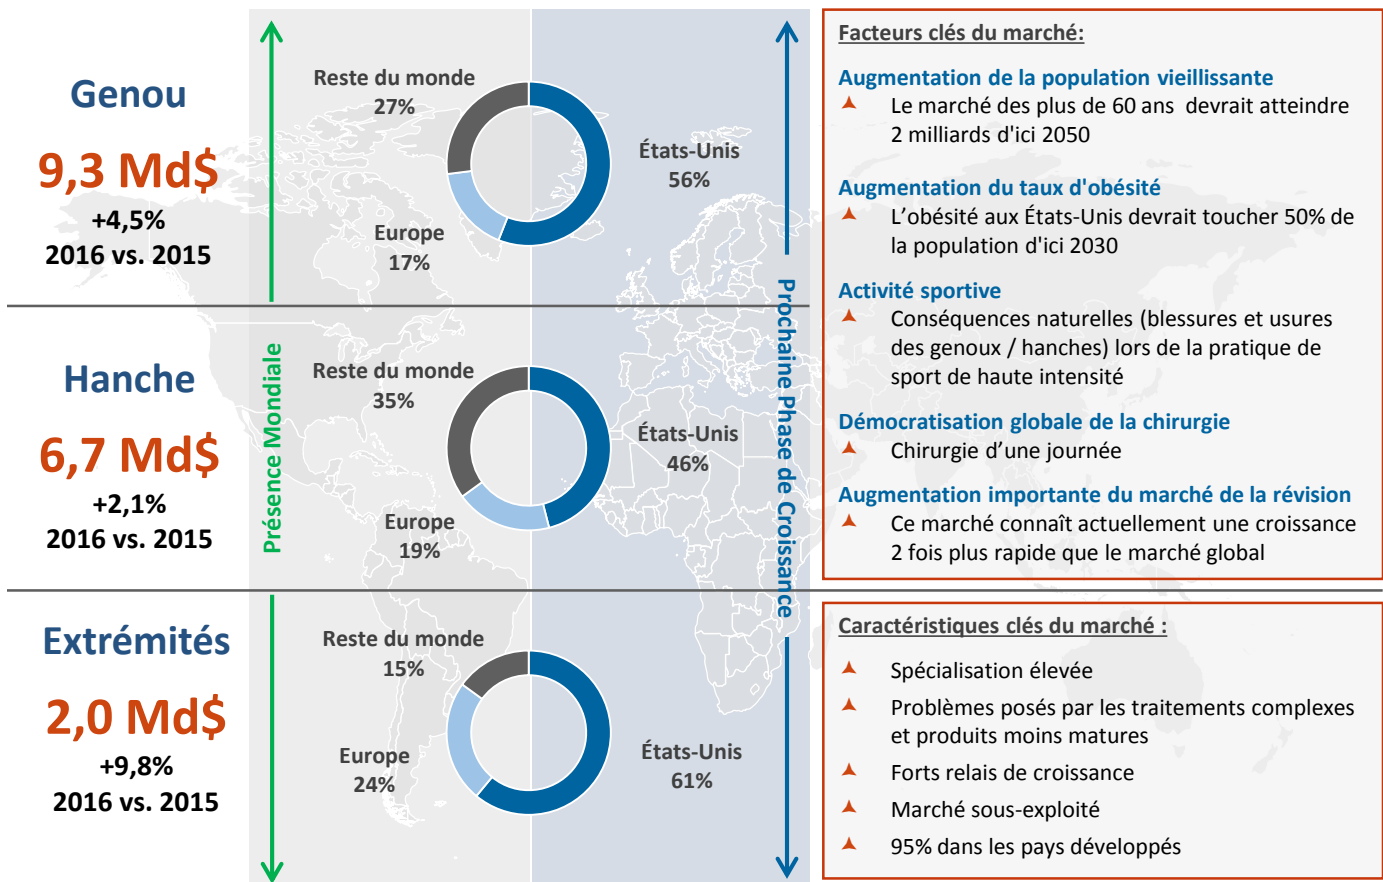 Genou
9,3 Md$
+4,5%
2016 vs. 2015
Reste du monde
27%
États-Unis
56%
Europe
17%
Hanche
6,7 Md$
+2,1%
2016 vs. 2015
Reste du monde
35%
États-Unis
46%
Europe
19%
Extrémités
2,0 Md$
+9,8%
2016 vs. 2015
Reste du monde
15%
Europe
24%
États-Unis
61%
Présence Mondiale
Prochaine Phase de Croissance
Facteurs clés du marché:
Augmentation de la population vieillissante
Le marché des plus de 60 ans devrait atteindre
2 milliards d'ici 2050
Augmentation du taux d'obésité
L’obésité aux États-Unis devrait toucher 50% de
la population d'ici 2030
Activité sportive
Conséquences naturelles (blessures et usures
des genoux / hanches) lors de la pratique de
sport de haute intensité
Démocratisation globale de la chirurgie
Chirurgie d’une journée
Augmentation importante du marché de la révision
Ce marché connaît actuellement une croissance
2 fois plus rapide que le marché global
Caractéristiques clés du marché :
Spécialisation élevée
Problèmes posés par les traitements complexes
et produits moins matures
Forts relais de croissance
Marché sous-exploité
95% dans les pays développés